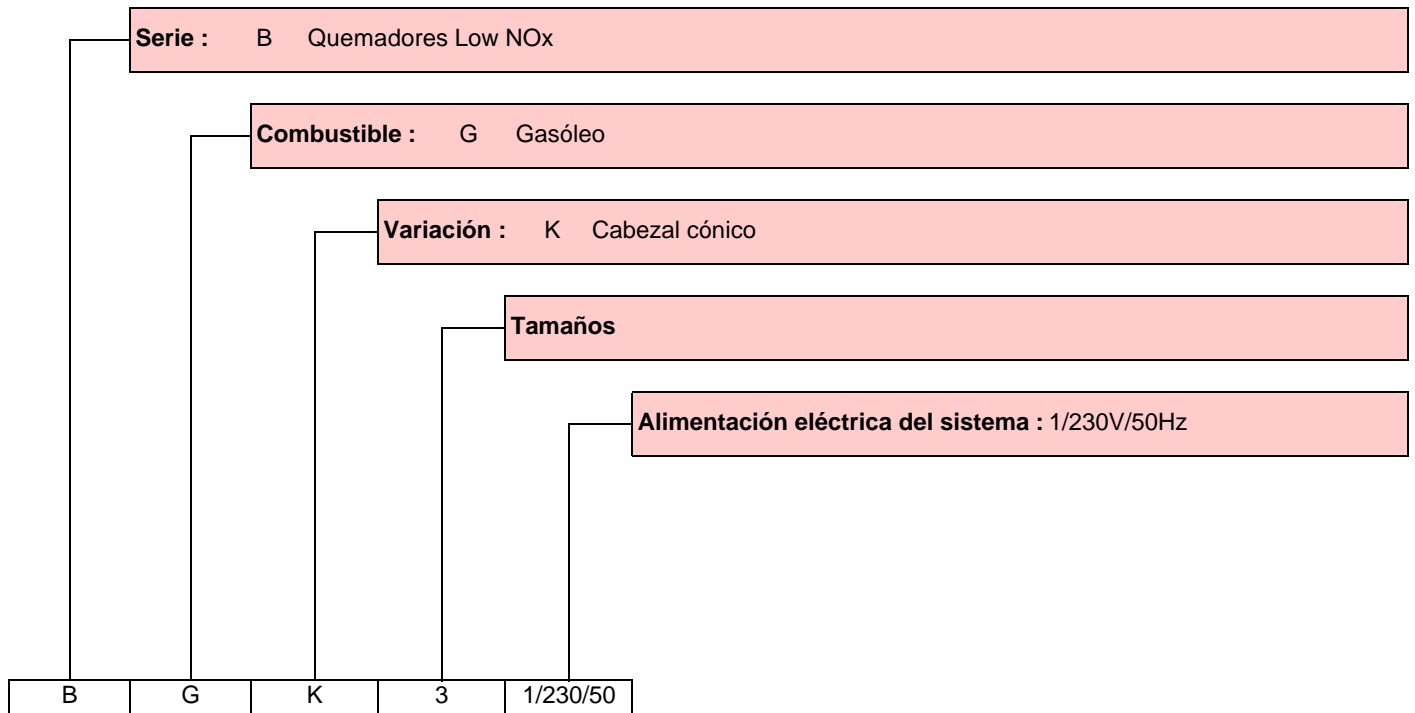 Serie : B Quemadores Low NOx
Combustible : G Gasóleo
Variación : K Cabezal cónico
Tamaños
Alimentación eléctrica del sistema : 1/230V/50Hz
B G K 3 1/230/50